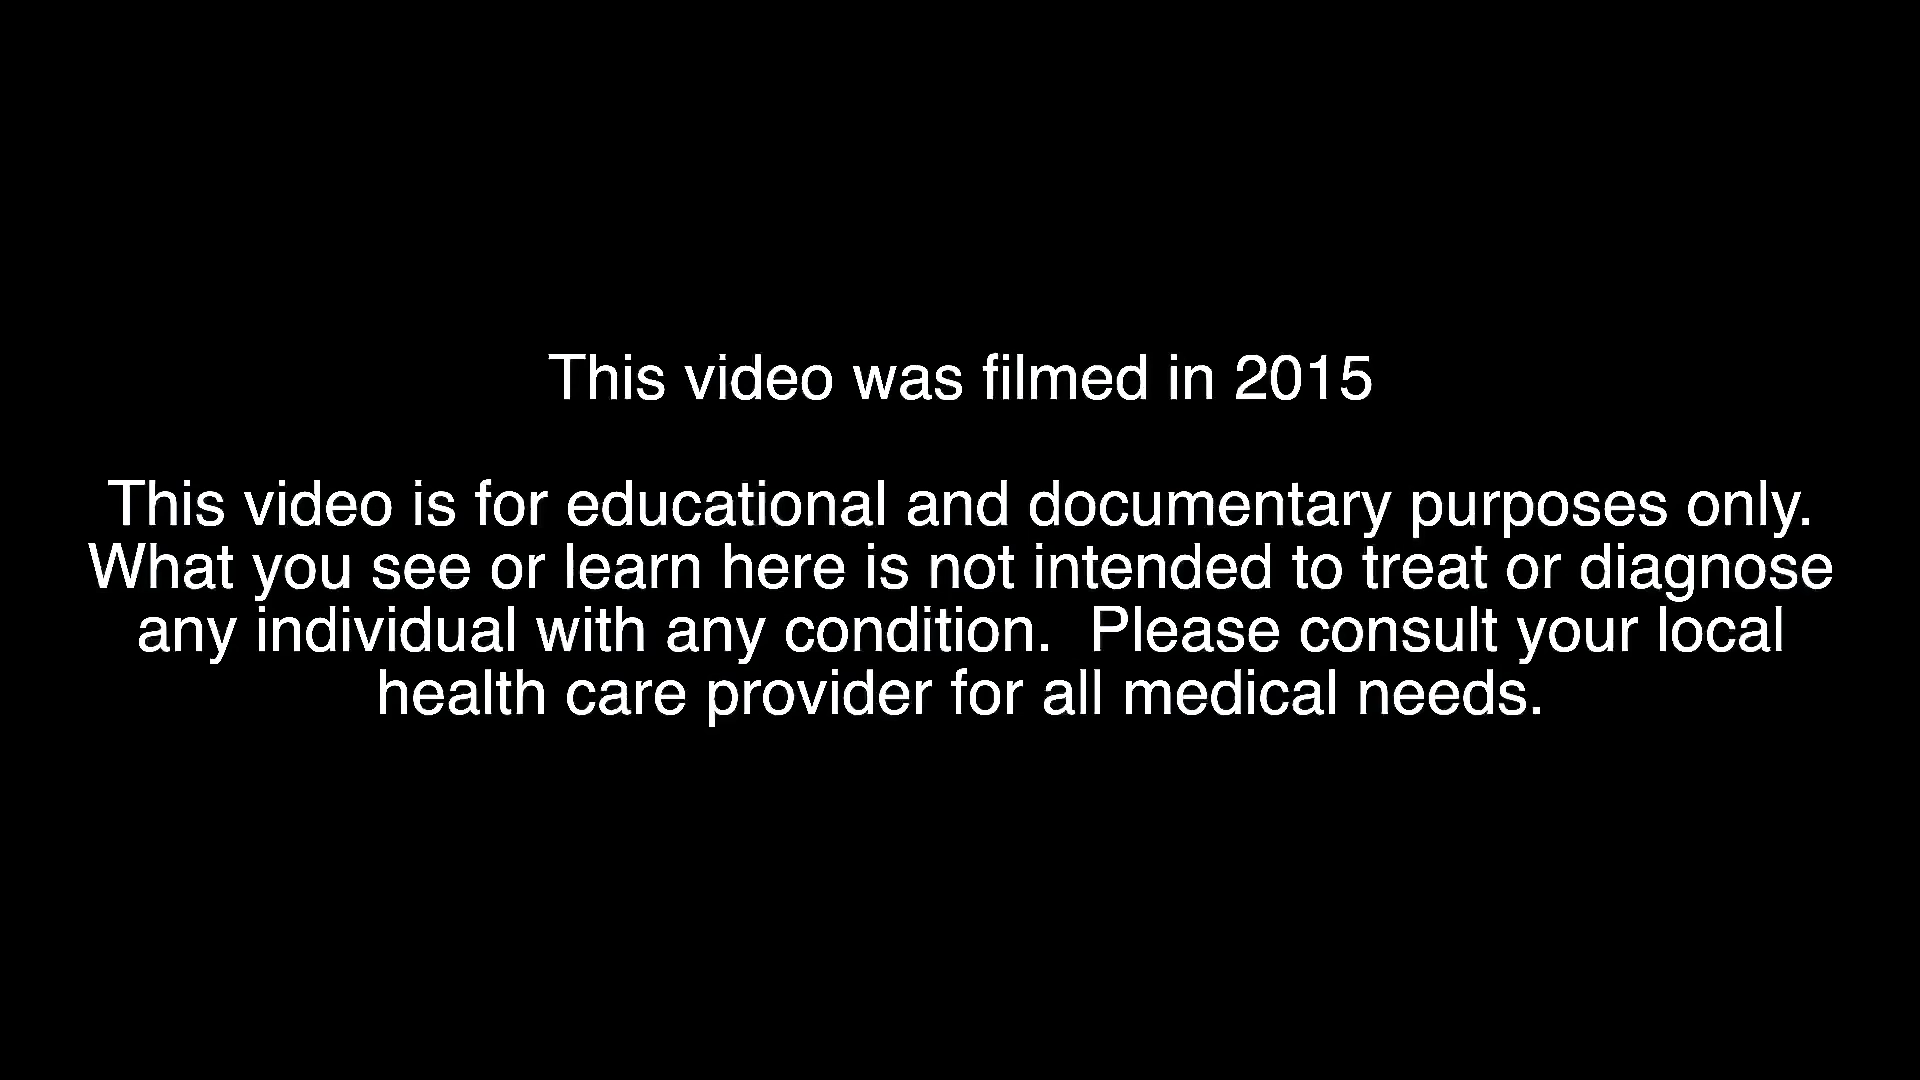 This video was filmed in 2015
This video is for educational and documentary purposes only.
What you see or learn here is not intended to treat or diagnose
any individual with any condition.  Please consult your local
health care provider for all medical needs.